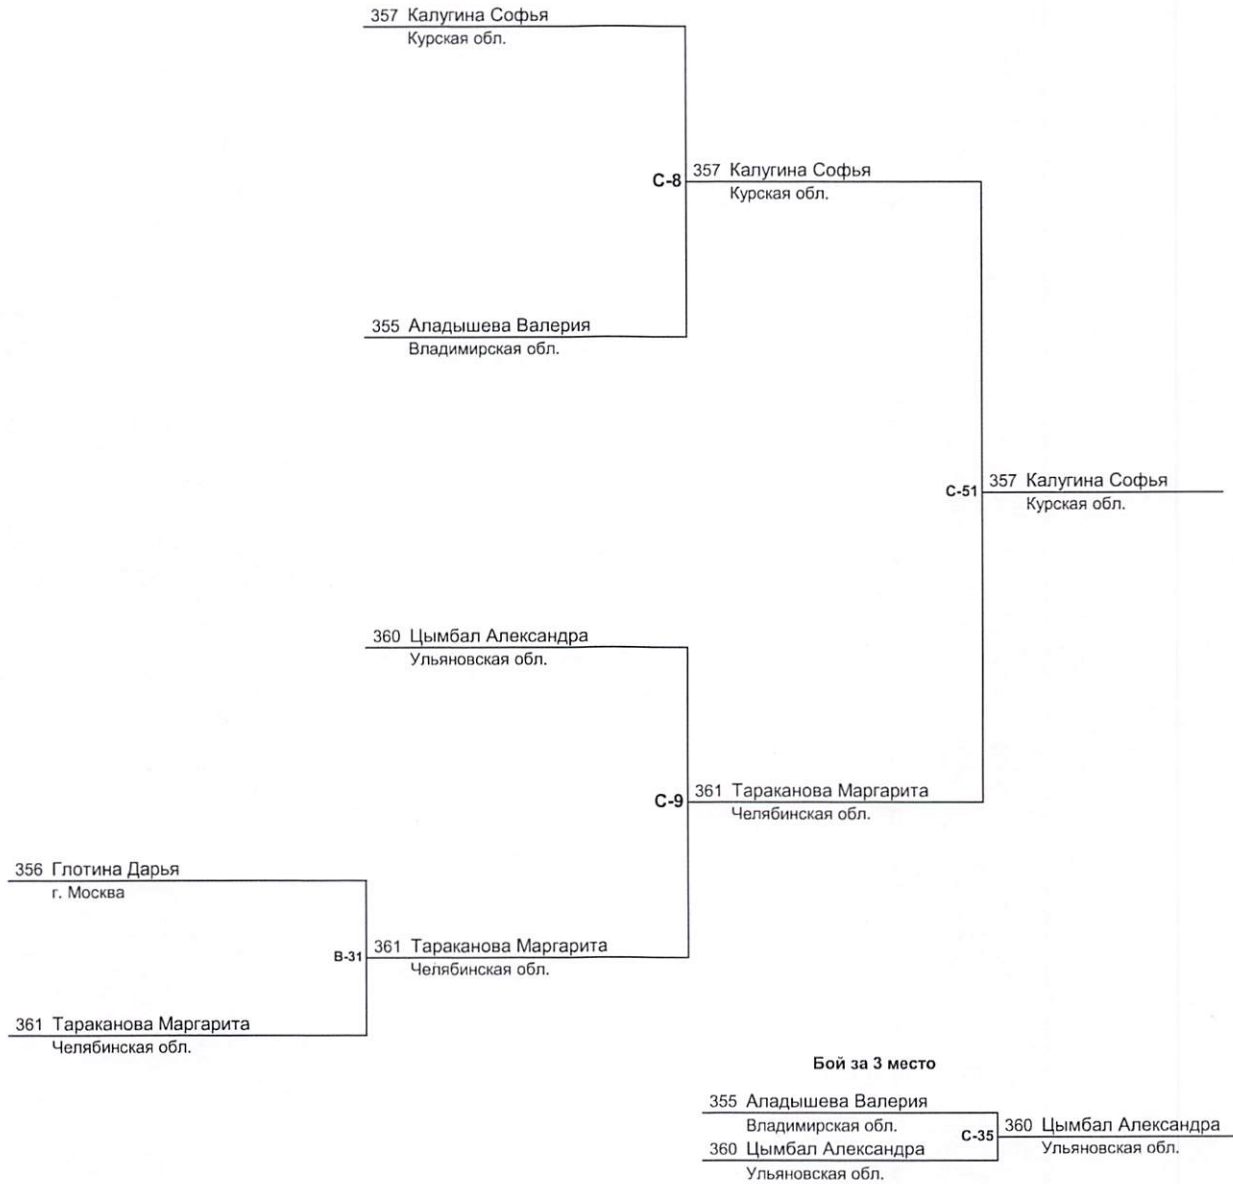 357 Калугина Софья
Курская обл.
C-8
357 Калугина Софья
Курская обл.
355 Аладышева Валерия
Владимирская обл.
C-51
357 Калугина Софья
Курская обл.
360 Цымбал Александра
Ульяновская обл.
C-9
361 Тараканова Маргарита
Челябинская обл.
356 Глотина Дарья
г. Москва
B-31
361 Тараканова Маргарита
Челябинская обл.
361 Тараканова Маргарита
Челябинская обл.
Бой за 3 место
355 Аладышева Валерия
Владимирская обл.
C-35
360 Цымбал Александра
Ульяновская обл.
360 Цымбал Александра
Ульяновская обл.